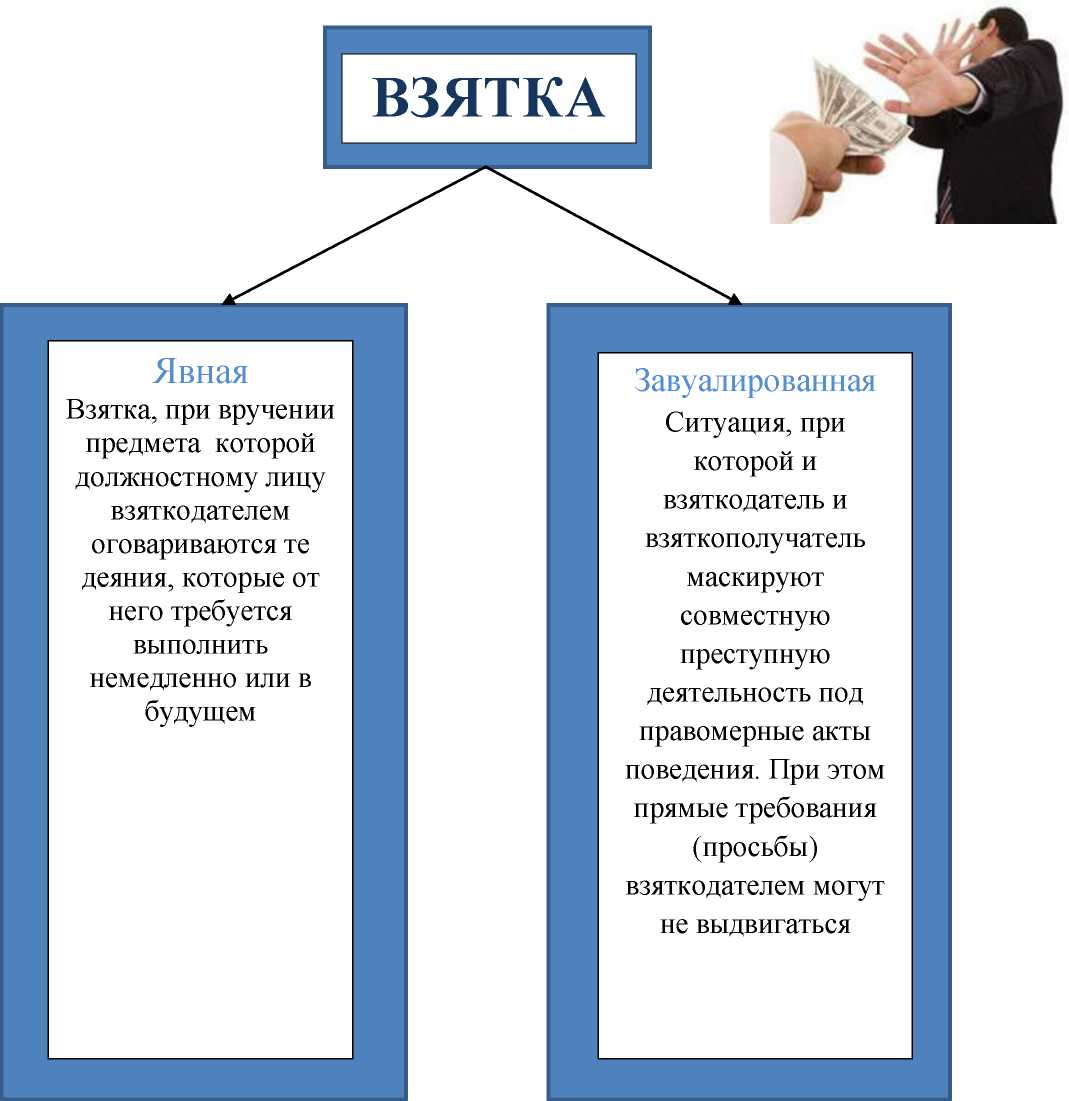 ВЗЯТКА
Явная
Взятка, при вручении
предмета которой
должностному лицу
взяткодателем
оговариваются те
деяния, которые от
него требуется
выполнить
немедленно или в
будущем
Завуалированная
Ситуация, при
которой и
взяткодатель и
взяткополучатель
маскируют
совместную
преступную
деятельность под
правомерные акты
поведения. При этом
прямые требования
(просьбы)
взяткодателем могут
не выдвигаться